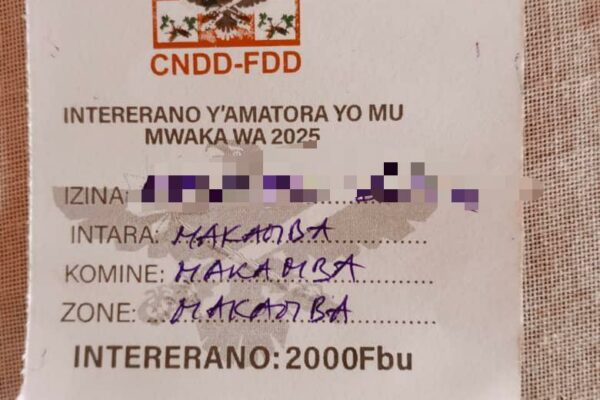 CNDD-FDD
INTERERANO Y'AMATORA YO MU
MWAKA WA 2025
IZINA:
INTARA: MAKAMBA
KOMINE: MAKAMBA
ZONE: MAKAMBA
INTERERANO: 2000Fbu